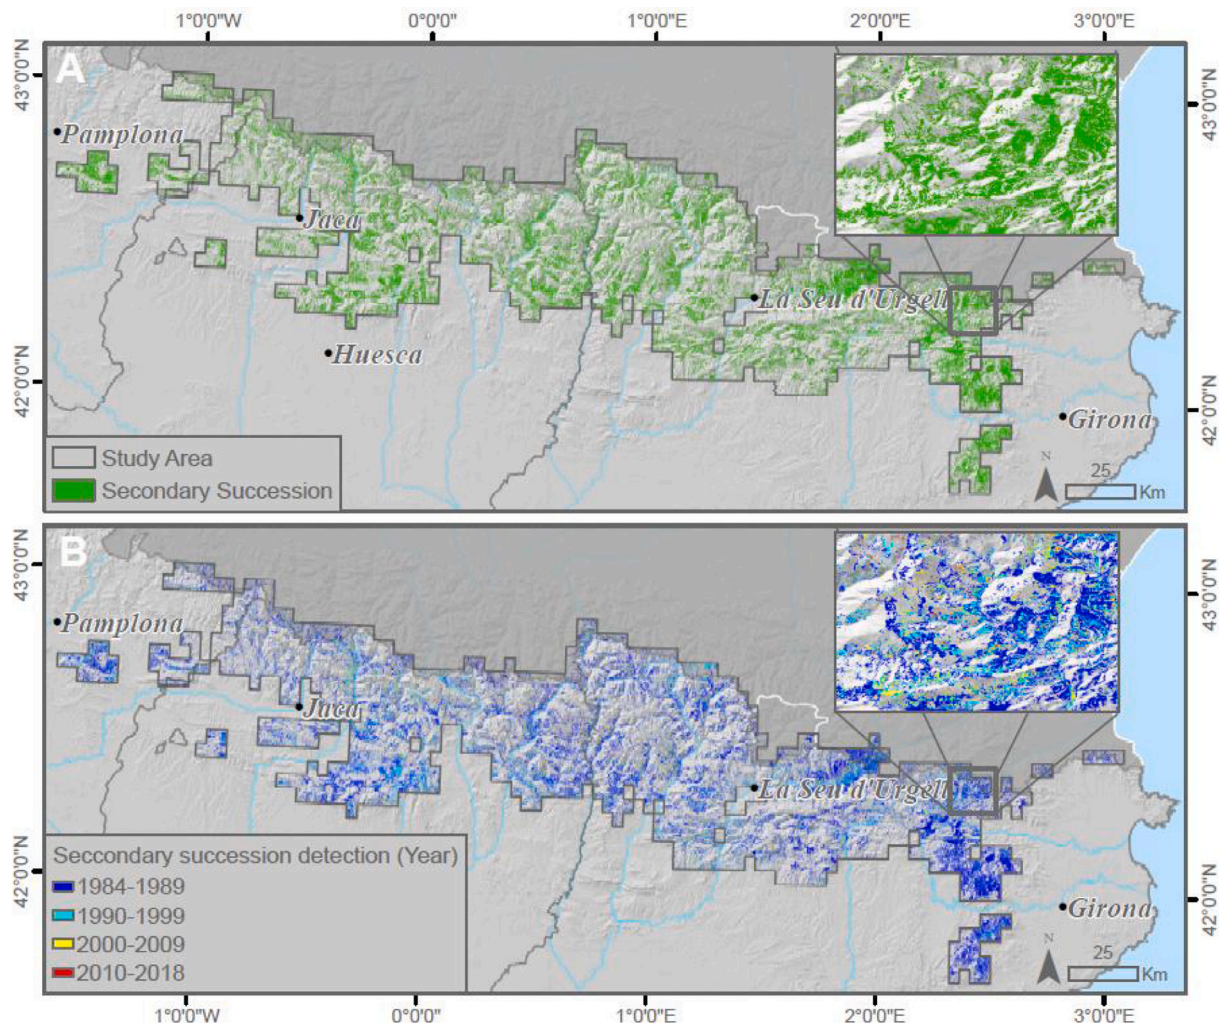 1°0'0"W 0°0'0" 1°0'0"E 2°0'0"E 3°0'0"E
A
43°0'0"N
43°0'0"N
Pamplona
Jaca
La Seu d'Urgell
Huesca
42°0'0"N
42°0'0"N
Girona
Study Area
Secondary Succession
N
25
Km
B
43°0'0"N
43°0'0"N
Pamplona
Jaca
La Seu d'Urgell
Seccondary succession detection (Year)
1984-1989
1990-1999
2000-2009
2010-2018
42°0'0"N
42°0'0"N
Girona
N
25
Km
1°0'0"W 0°0'0" 1°0'0"E 2°0'0"E 3°0'0"E